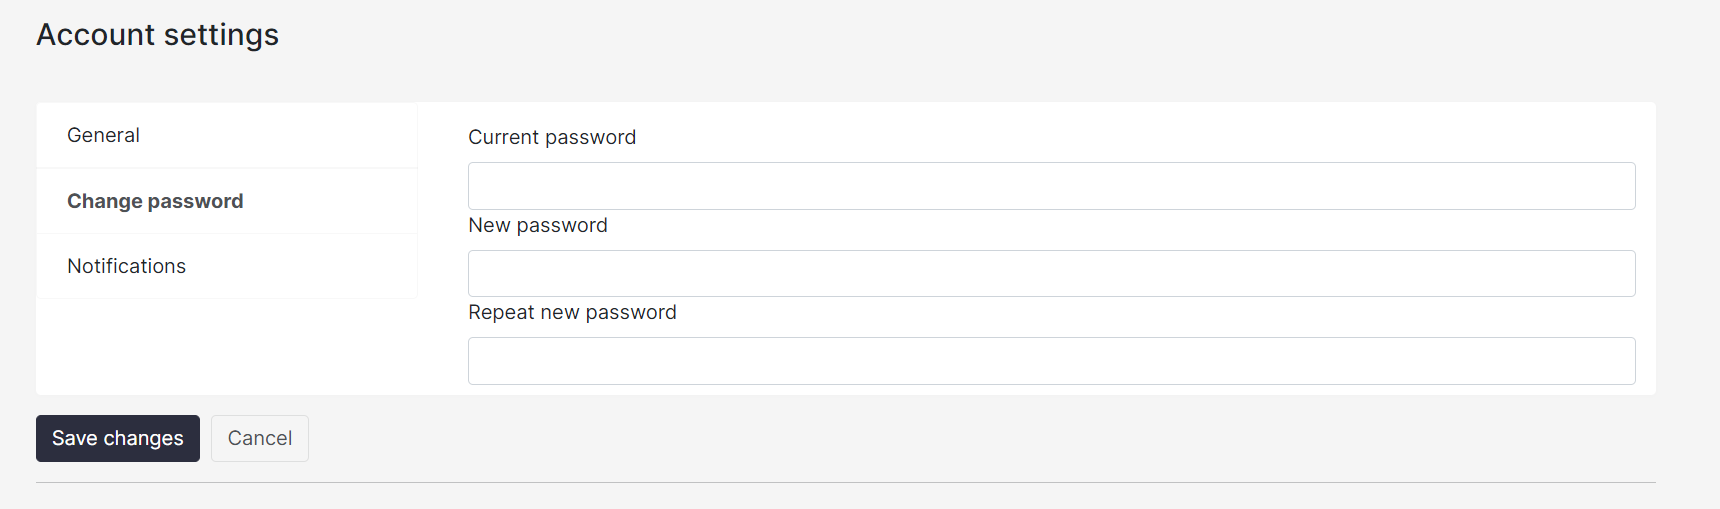 Account settings
General
Change password
Notifications
Current password
New password
Repeat new password
Save changes
Cancel